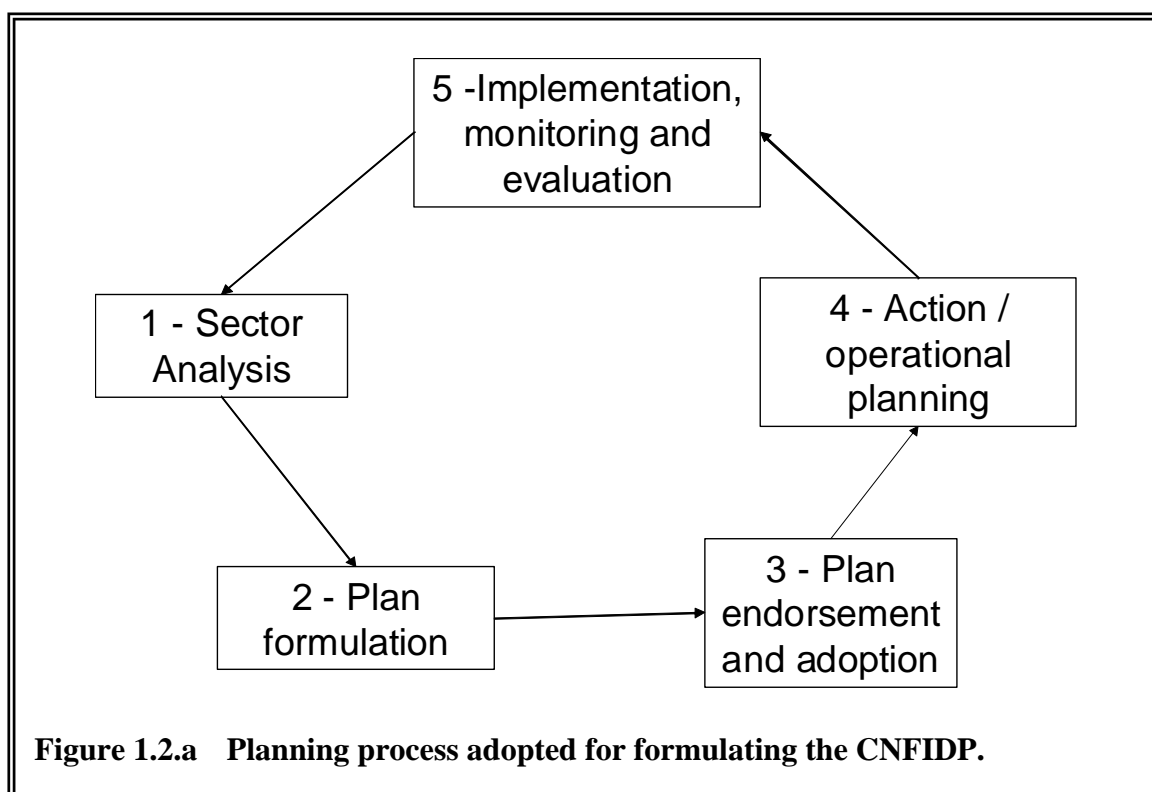 5 -Implementation,
monitoring and
evaluation
1 - Sector
Analysis
4 - Action /
operational
planning
2 - Plan
formulation
3 - Plan
endorsement
and adoption
Figure 1.2.a Planning process adopted for formulating the CNFIDP.